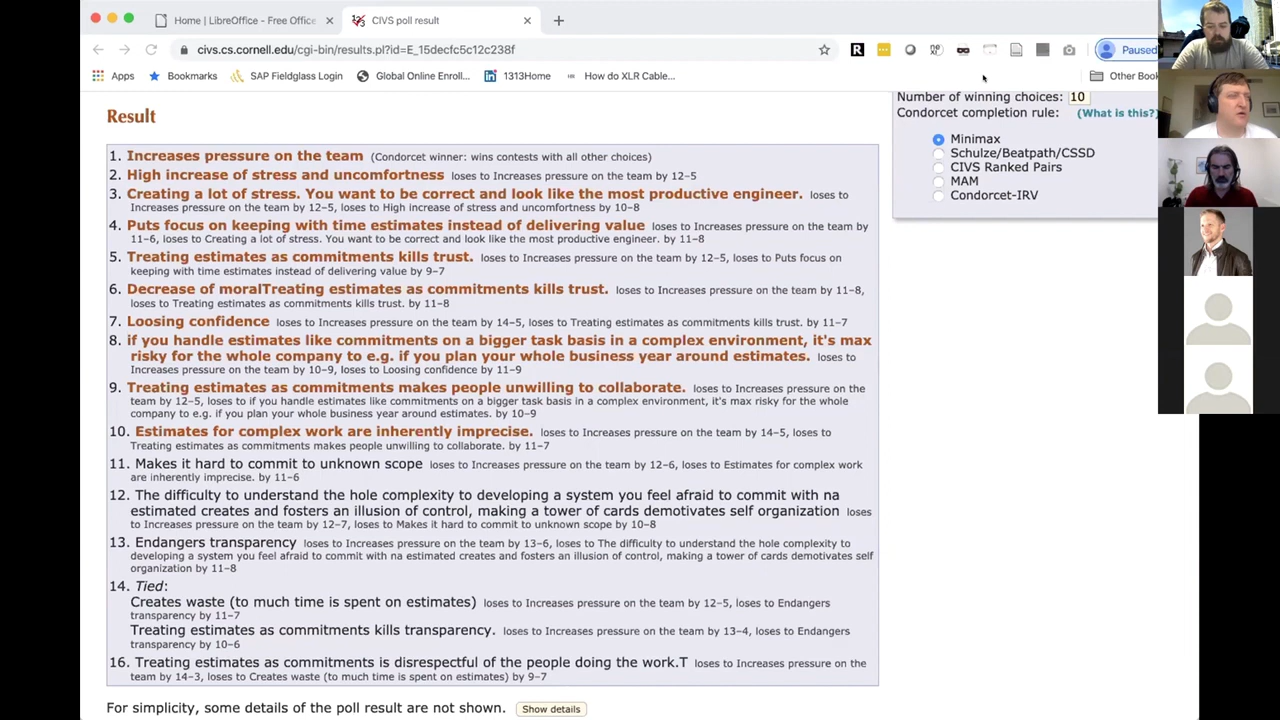 Home | LibreOffice - Free Office
CIVS poll result
civs.cs.cornell.edu/cgi-bin/results.pl?id=E_15decfc5c12c238f
Paused
Apps
Bookmarks
SAP Fieldglass Login
Global Online Enroll...
1313Home
How do XLR Cable...
Other Book
Result
1. Increases pressure on the team (Condorcet winner: wins contests with all other choices)
2. High increase of stress and uncomfortness loses to Increases pressure on the team by 12–5
3. Creating a lot of stress. You want to be correct and look like the most productive engineer. loses to
Increases pressure on the team by 12–5, loses to High increase of stress and uncomfortness by 10–8
4. Puts focus on keeping with time estimates instead of delivering value loses to Increases pressure on the team by
11–6, loses to Creating a lot of stress. You want to be correct and look like the most productive engineer. by 11–8
5. Treating estimates as commitments kills trust. loses to Increases pressure on the team by 12–5, loses to Puts focus on
keeping with time estimates instead of delivering value by 9–7
6. Decrease of moralTreating estimates as commitments kills trust. loses to Increases pressure on the team by 11–8,
loses to Treating estimates as commitments kills trust. by 11–8
7. Loosing confidence loses to Increases pressure on the team by 14–5, loses to Treating estimates as commitments kills trust. by 11–7
8. if you handle estimates like commitments on a bigger task basis in a complex environment, it's max
risky for the whole company to e.g. if you plan your whole business year around estimates. loses to
Increases pressure on the team by 10–9, loses to Loosing confidence by 11–9
9. Treating estimates as commitments makes people unwilling to collaborate. loses to Increases pressure on the
team by 12–5, loses to if you handle estimates like commitments on a bigger task basis in a complex environment, it's max risky for the whole
company to e.g. if you plan your whole business year around estimates. by 10–9
10. Estimates for complex work are inherently imprecise. loses to Increases pressure on the team by 14–5, loses to
Treating estimates as commitments makes people unwilling to collaborate. by 11–7
11. Makes it hard to commit to unknown scope loses to Increases pressure on the team by 12–6, loses to Estimates for complex work
are inherently imprecise. by 11–6
12. The difficulty to understand the hole complexity to developing a system you feel afraid to commit with na
estimated creates and fosters an illusion of control, making a tower of cards demotivates self organization loses
to Increases pressure on the team by 12–7, loses to Makes it hard to commit to unknown scope by 10–8
13. Endangers transparency loses to Increases pressure on the team by 13–6, loses to The difficulty to understand the hole complexity to
developing a system you feel afraid to commit with na estimated creates and fosters an illusion of control, making a tower of cards demotivates self
organization by 11–8
14. Tied:
Creates waste (to much time is spent on estimates) loses to Increases pressure on the team by 12–5, loses to Endangers
transparency by 11–7
Treating estimates as commitments kills transparency. loses to Increases pressure on the team by 13–4, loses to Endangers
transparency by 10–6
16. Treating estimates as commitments is disrespectful of the people doing the work.T loses to Increases pressure on the
team by 14–3, loses to Creates waste (to much time is spent on estimates) by 9–7
For simplicity, some details of the poll result are not shown. Show details
Number of winning choices: 10
Condorcet completion rule: (What is this?)
Minimax
Schulze/Beatpath/CSSD
CIVS Ranked Pairs
MAM
Condorcet-IRV